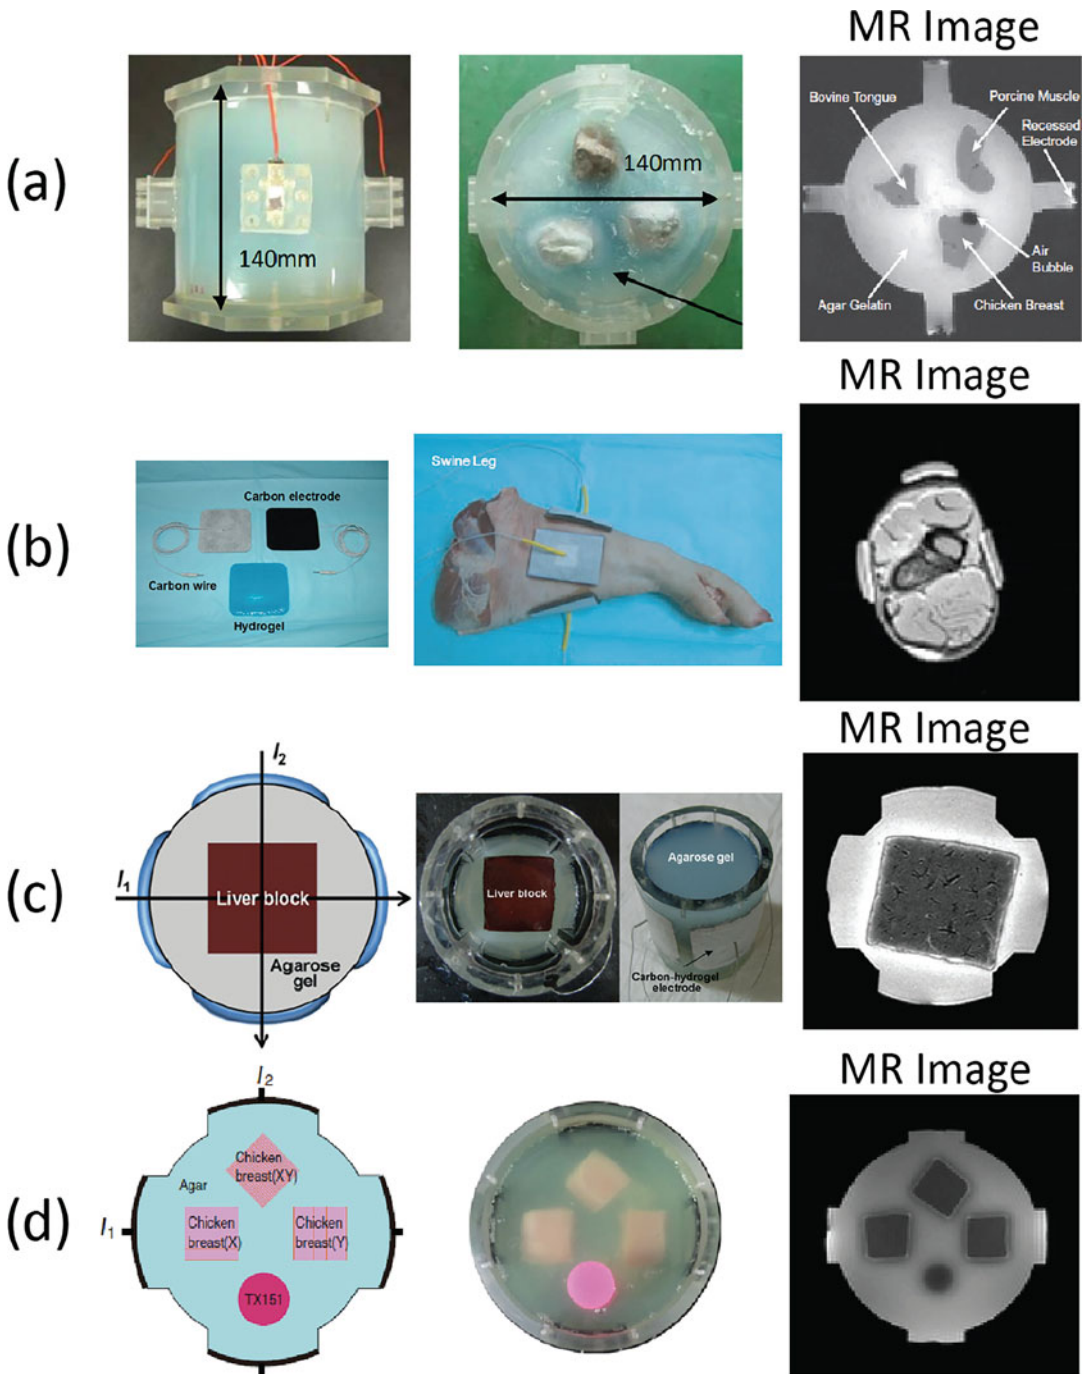 MR Image
(a)
140mm
140mm
Bovine Tongue
Porcine Muscle
Recessed
Electrode
Air
Bubble
Agar Gelatin
Chicken Breast
MR Image
(b)
Carbon electrode
Carbon wire
Hydrogel
Swine Leg
MR Image
(c)
I2
I1
Liver block
Agarose
gel
Liver block
Agarose gel
Carbon-hydrogel
electrode
MR Image
(d)
I2
Chicken
breast(XY)
Agar
I1
Chicken
breast(X)
Chicken
breast(Y)
TX151